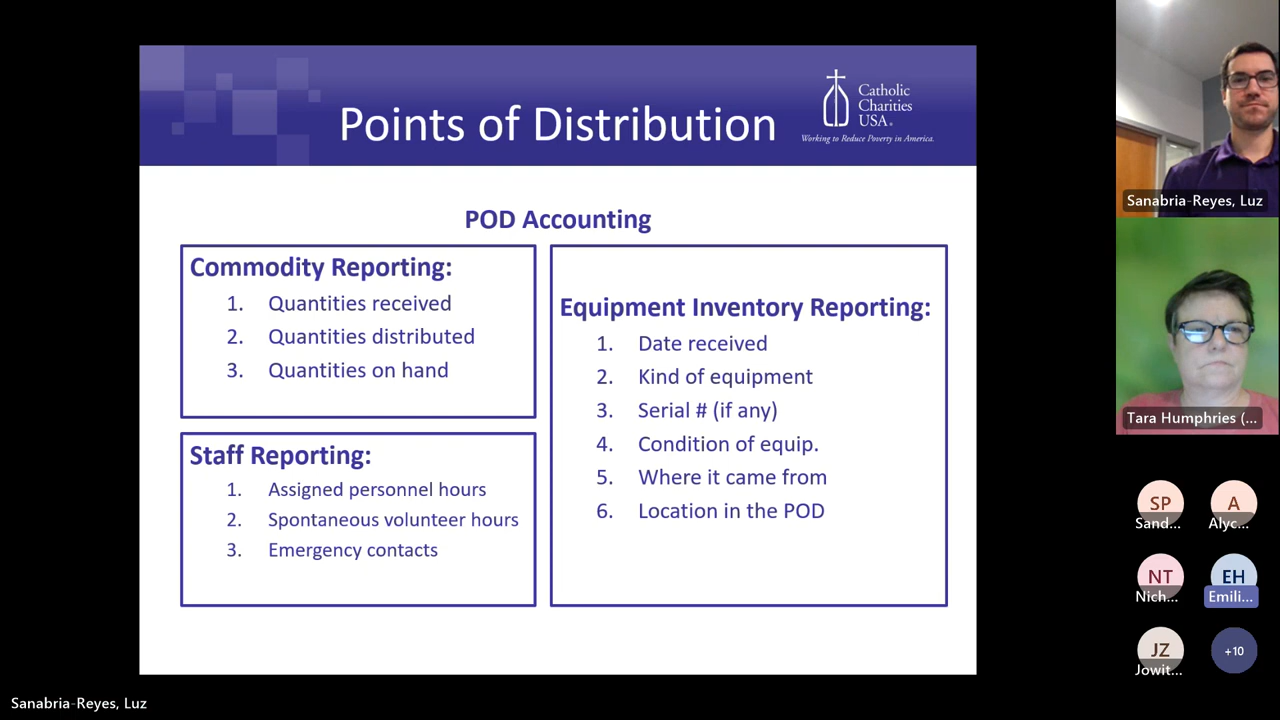 Points of Distribution
Catholic
Charities
USA®
Working to Reduce Poverty in America.
POD Accounting
Commodity Reporting:
1. Quantities received
2. Quantities distributed
3. Quantities on hand
Staff Reporting:
1. Assigned personnel hours
2. Spontaneous volunteer hours
3. Emergency contacts
Equipment Inventory Reporting:
1. Date received
2. Kind of equipment
3. Serial # (if any)
4. Condition of equip.
5. Where it came from
6. Location in the POD
Sanabria-Reyes, Luz
Tara Humphries (...
SP
Sand...
A
Alyc...
NT
Nich...
EH
Emili...
JZ
Jowit...
+10
Sanabria-Reyes, Luz